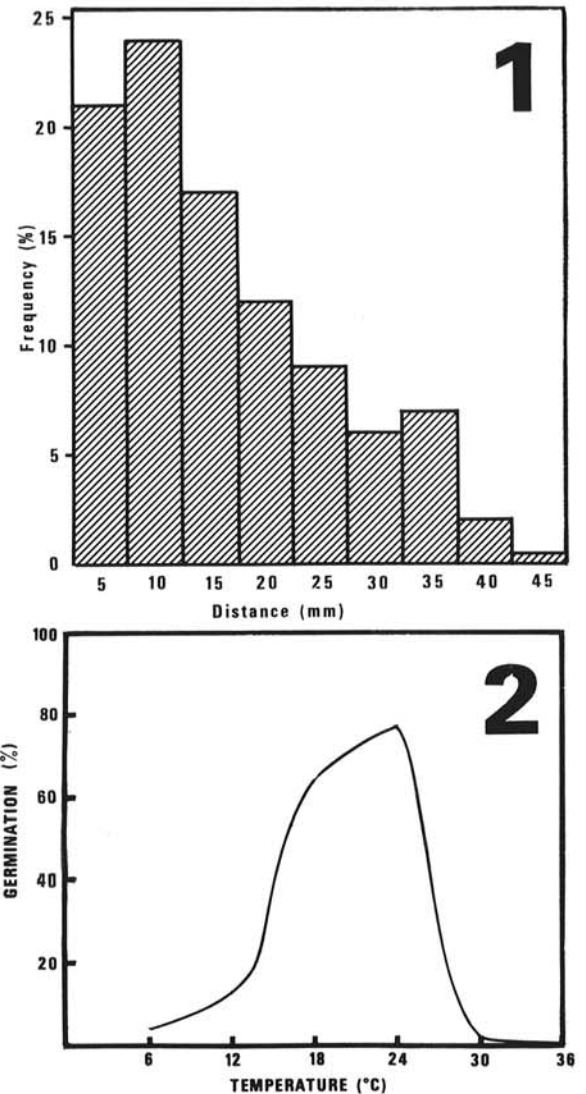 1
25
20
15
10
5
0
Frequency (%)
5 10 15 20 25 30 35 40 45
Distance (mm)
2
100
80
60
40
20
GERMINATION (%)
6 12 18 24 30 36
TEMPERATURE (°C)